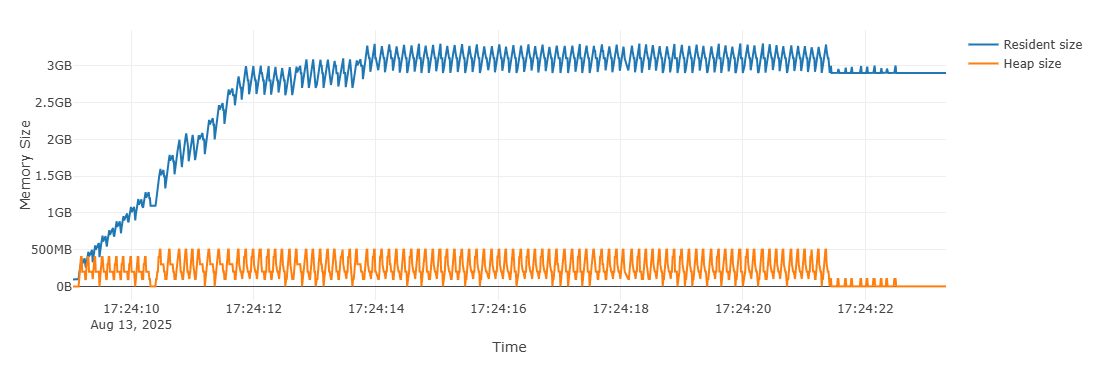 3GB
2.5GB
2GB
1.5GB
1GB
500MB
0B
Memory Size
17:24:10
Aug 13, 2025
17:24:12
17:24:14
17:24:16
17:24:18
17:24:20
17:24:22
Time
Resident size
Heap size